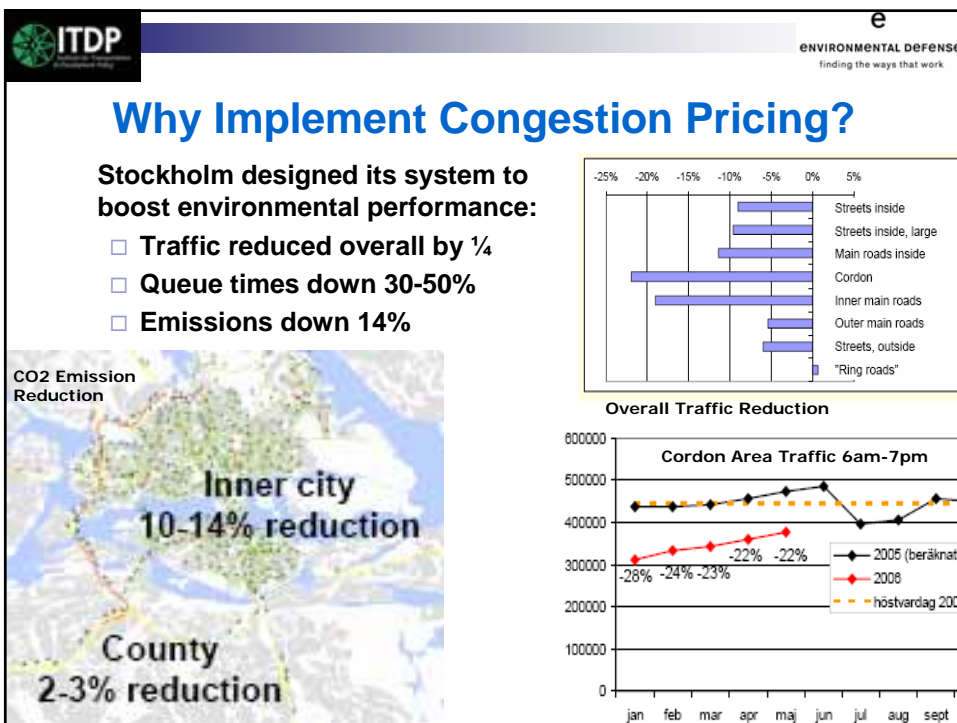 ITDP
e
ENVIRONMENTAL DEFENSE
finding the ways that work
Why Implement Congestion Pricing?
Stockholm designed its system to
boost environmental performance:
Traffic reduced overall by ¼
Queue times down 30-50%
Emissions down 14%
-25% -20% -15% -10% -5% 0% 5%
Streets inside
Streets inside, large
Main roads inside
Cordon
Inner main roads
Outer main roads
Streets, outside
"Ring roads"
Overall Traffic Reduction
CO2 Emission
Reduction
Inner city
10-14% reduction
County
2-3% reduction
Cordon Area Traffic 6am-7pm
600000
500000
400000
300000
200000
100000
0
-28% -24% -23% -22% -22%
2005 (beräknat
2006
höstvardag 200
jan feb mar apr maj jun jul aug sept